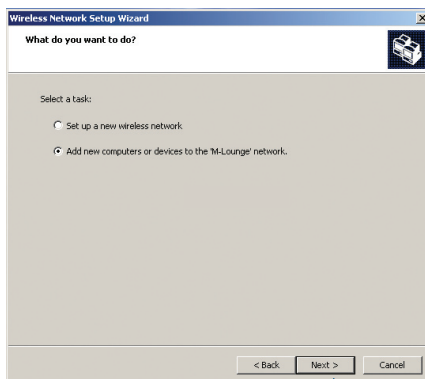 Wireless Network Setup Wizard
What do you want to do?
Select a task:
Set up a new wireless network
Add new computers or devices to the 'M-Lounge' network.
< Back Next > Cancel